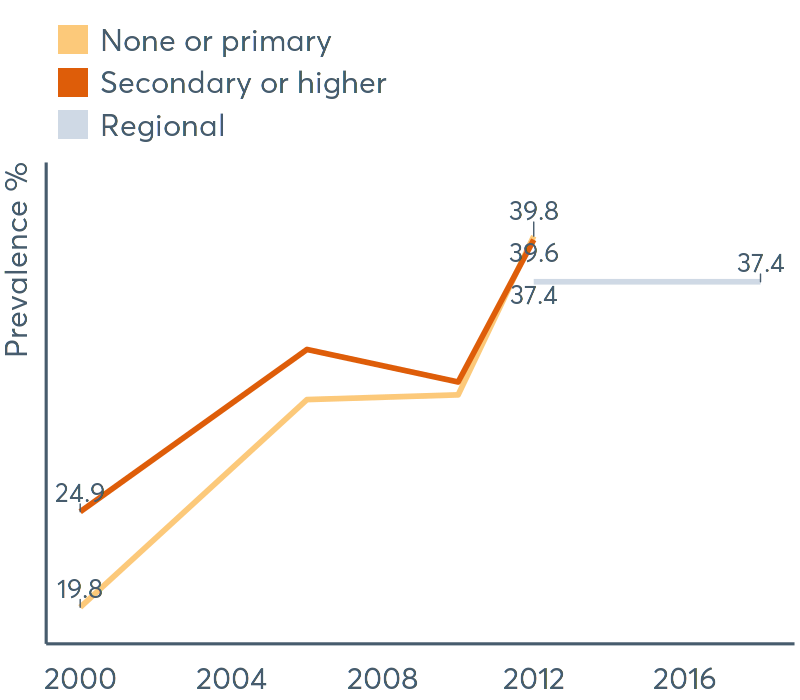 None or primary
Secondary or higher
Regional
Prevalence %
39.8
39.6
37.4
37.4
24.9
19.8
2000 2004 2008 2012 2016